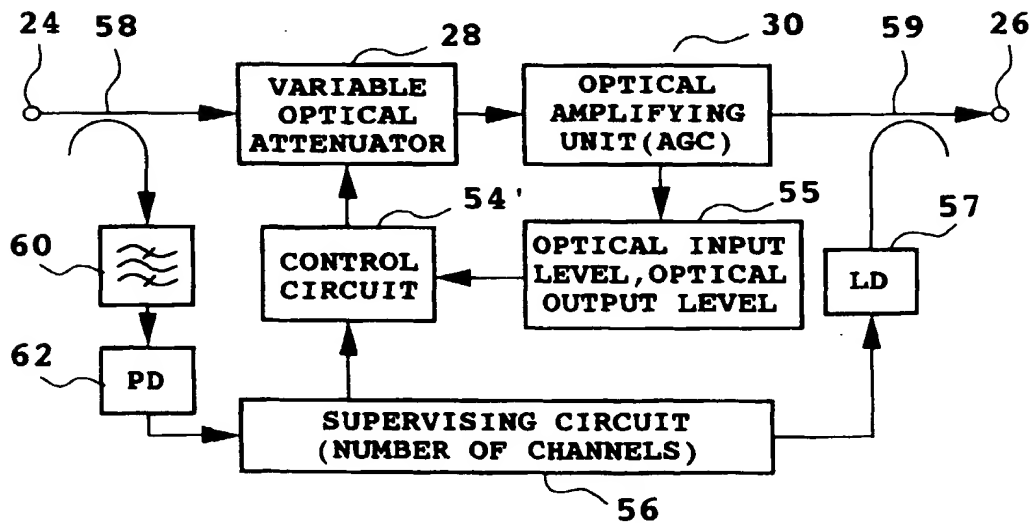 24
58
28
30
59
26
VARIABLE
OPTICAL
ATTENUATOR
OPTICAL
AMPLIFYING
UNIT(AGC)
54'
55
57
60
CONTROL
CIRCUIT
OPTICAL INPUT
LEVEL,OPTICAL
OUTPUT LEVEL
LD
62
PD
SUPERVISING CIRCUIT
(NUMBER OF CHANNELS)
56